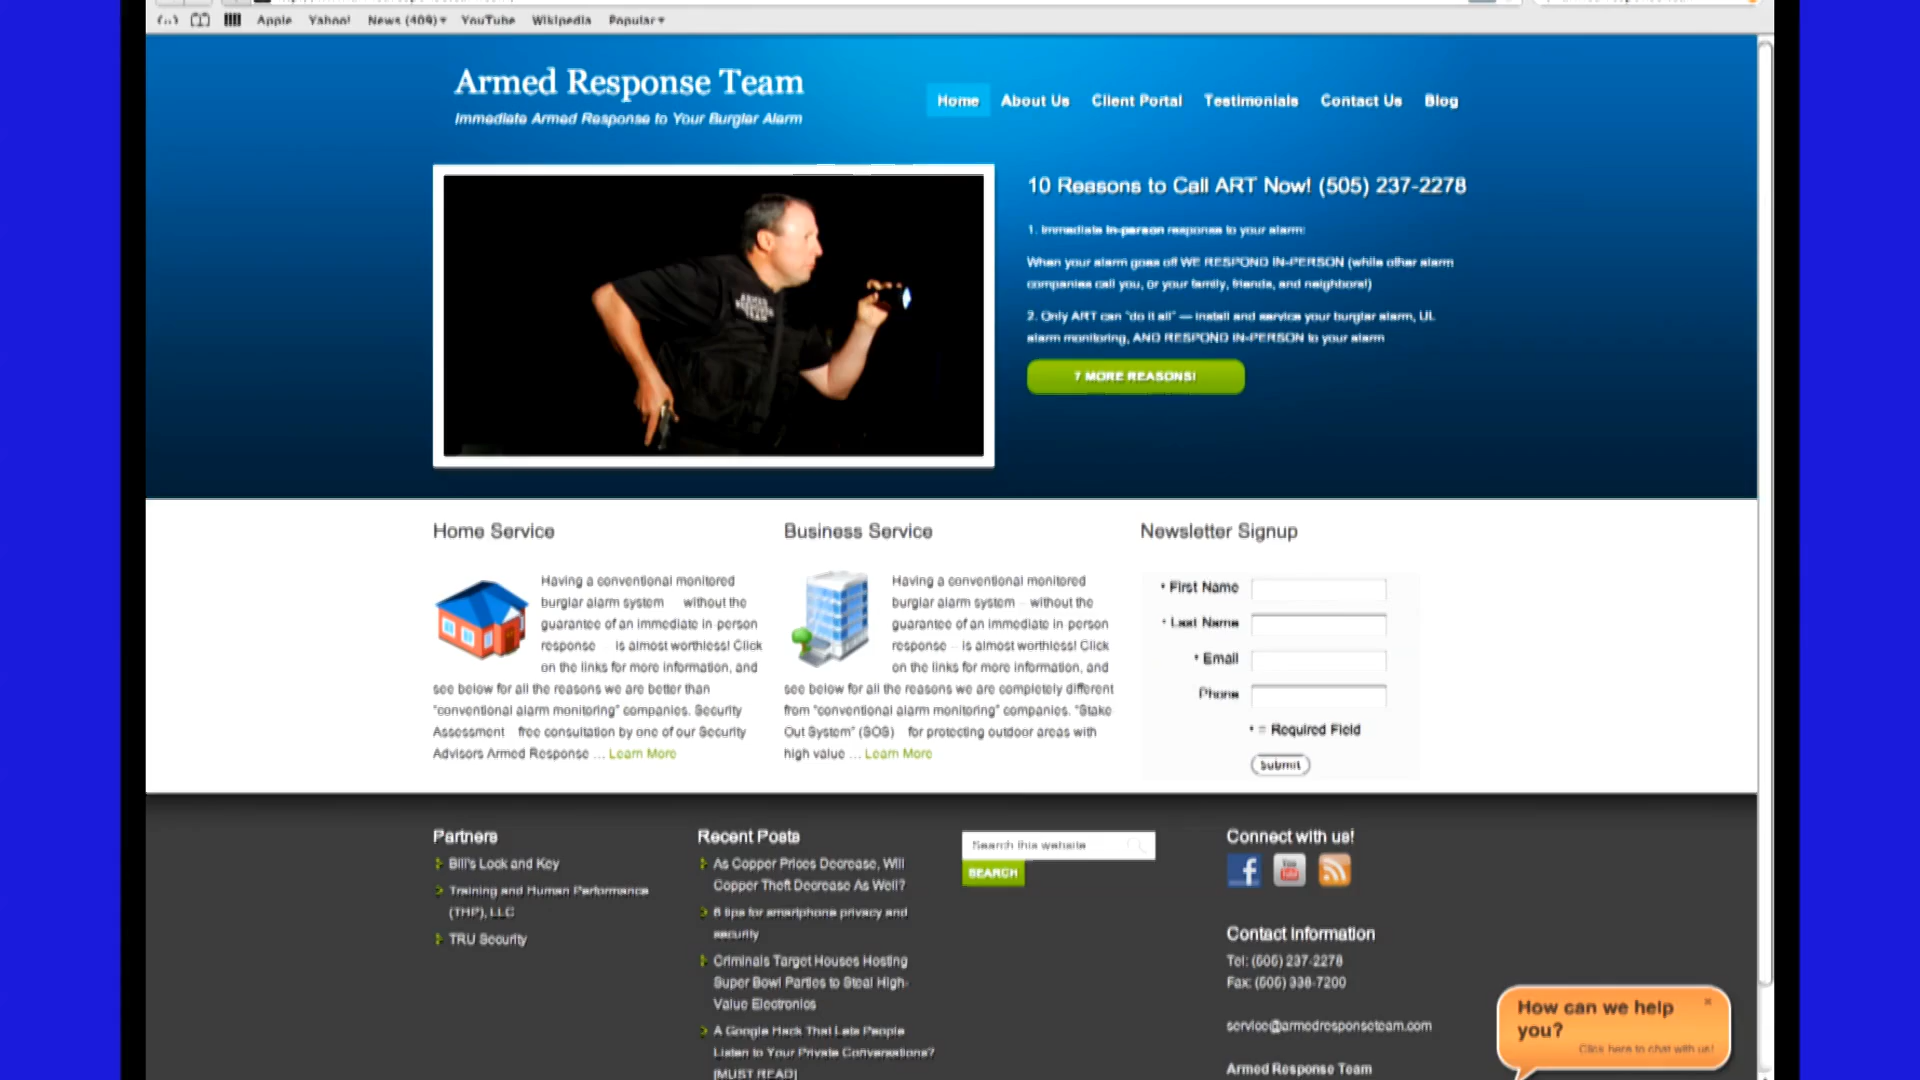 Apple Yahoo! News (409) YouTube Wikipedia Popular
Armed Response Team
Immediate Armed Response to Your Burglar Alarm
Home About Us Client Portal Testimonials Contact Us Blog
ARMED
RESPONSE
TEAM
10 Reasons to Call ART Now! (505) 237-2278
1. Immediate in-person response to your alarm:
When your alarm goes off WE RESPOND IN-PERSON (while other alarm
companies call you, or your family, friends, and neighbors!)
2. Only ART can "do it all" — install and service your burglar alarm, UL
alarm monitoring, AND RESPOND IN-PERSON to your alarm
7 MORE REASONS!
Home Service
Having a conventional monitored
burglar alarm system without the
guarantee of an immediate in-person
response – is almost worthless! Click
on the links for more information, and
see below for all the reasons we are better than
"conventional alarm monitoring" companies. Security
Assessment free consultation by one of our Security
Advisors Armed Response ... Learn More
Business Service
Having a conventional monitored
burglar alarm system – without the
guarantee of an immediate in-person
response – is almost worthless! Click
on the links for more information, and
see below for all the reasons we are completely different
from "conventional alarm monitoring" companies. "Stake
Out System" (SOS) for protecting outdoor areas with
high value ... Learn More
Newsletter Signup
* First Name
* Last Name
* Email
Phone
* = Required Field
Submit
Partners
Bill's Lock and Key
Training and Human Performance
(THP), LLC
TRU Security
Recent Posts
As Copper Prices Decrease, Will
Copper Theft Decrease As Well?
6 tips for smartphone privacy and
security
Criminals Target Houses Hosting
Super Bowl Parties to Steal High-
Value Electronics
A Google Hack That Lets People
Listen to Your Private Conversations?
[MUST READ]
Search this website
SEARCH
Connect with us!
You
Tube
Contact Information
Tel: (505) 237-2278
Fax: (505) 338-7200
service@armedresponseteam.com
Armed Response Team
How can we help
you?
Click here to chat with us!